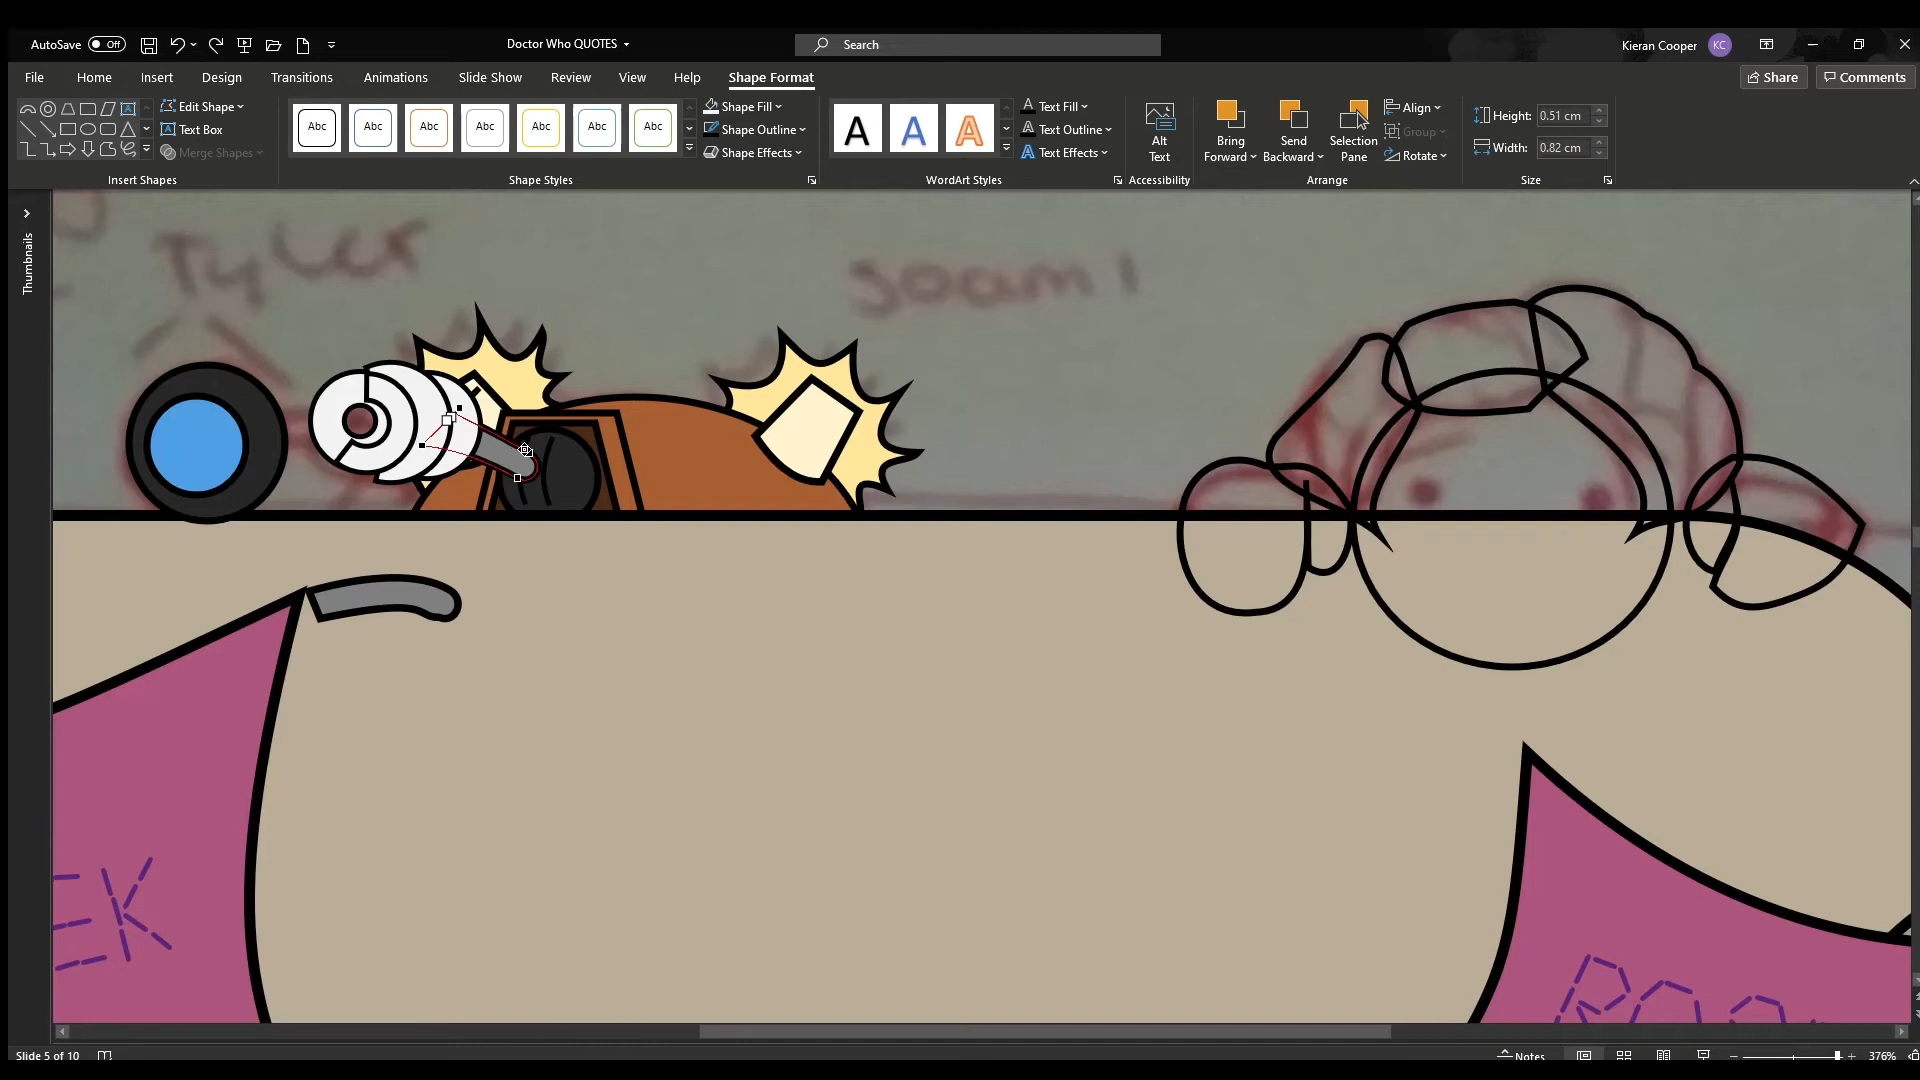 AutoSave Off
Doctor Who QUOTES
Search
Kieran Cooper KC
File Home Insert Design Transitions Animations Slide Show Review View Help Shape Format
Share Comments
Edit Shape
Text Box
Merge Shapes
Insert Shapes
Abc Abc Abc Abc Abc Abc Abc
Shape Fill
Shape Outline
Shape Effects
Shape Styles
A A A
Text Fill
Text Outline
Text Effects
WordArt Styles
Alt Text
Accessibility
Bring Forward
Send Backward
Selection Pane
Align
Group
Rotate
Arrange
Height: 0.51 cm
Width: 0.82 cm
Size
Thumbnails
Tyler
EK
Slide 5 of 10
Notes
376%